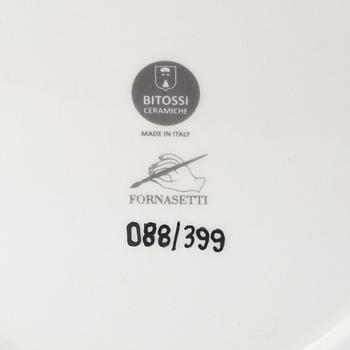 BITOSSI
CERAMICHE
MADE IN ITALY
FORNASETTI
088/399